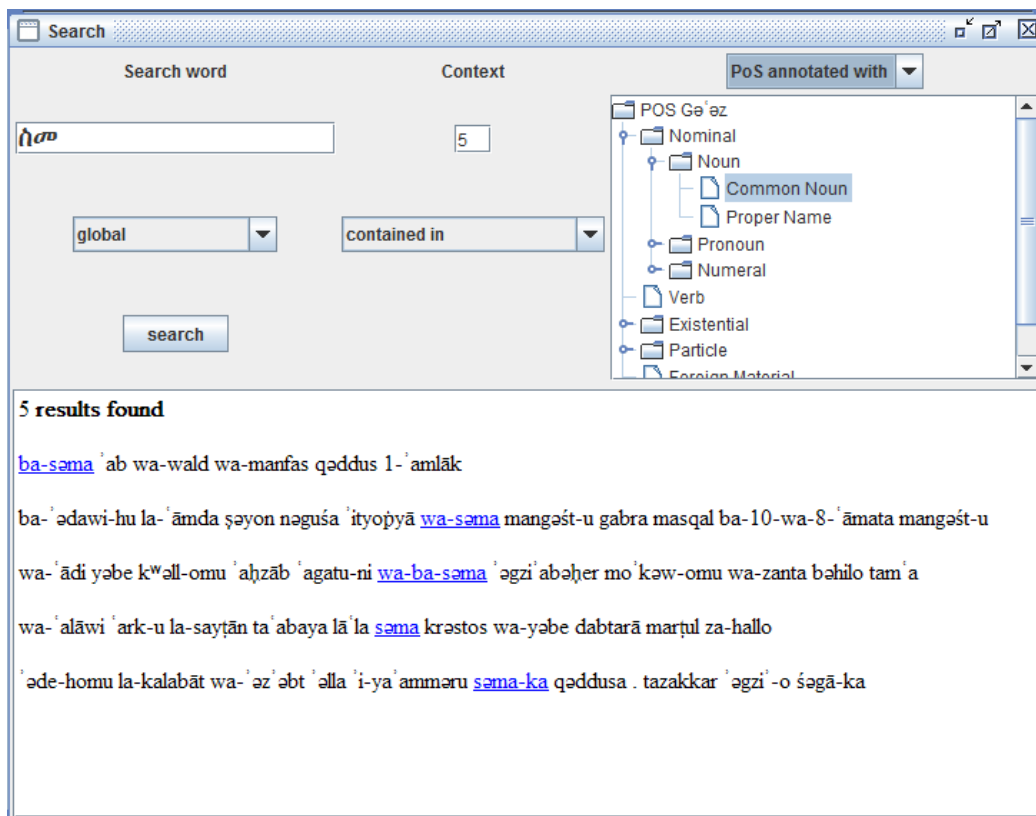 Search
Search word Context PoS annotated with
ስመ 5
global contained in
search
POS Gəʿəz
Nominal
Noun
Common Noun
Proper Name
Pronoun
Numeral
Verb
Existential
Particle
Foreign Material
5 results found
ba-səma ʾab wa-wald wa-manfas qəddus 1-ʾamlāk
ba-ʾədawi-hu la-ʿāmda ṣəyon nəguśa ʾityoṗyā wa-səma mangəśt-u gabra masqal ba-10-wa-8-ʿāmata mangəśt-u
wa-ʿādi yəbe kʷəll-omu ʾaḥzāb ʿagatu-ni wa-ba-səma ʾəgziʾabəḥer moʾkəw-omu wa-zanta bəhilo tamʿa
wa-ʿalāwi ʿark-u la-sayṭān taʿabaya lāʿla səma krəstos wa-yəbe dabtarā marṭul za-hallo
ʾəde-homu la-kalabāt wa-ʾəzʾəbt ʾəlla ʾi-yaʾamməru səma-ka qəddusa . tazakkar ʾəgziʾ-o śəgā-ka